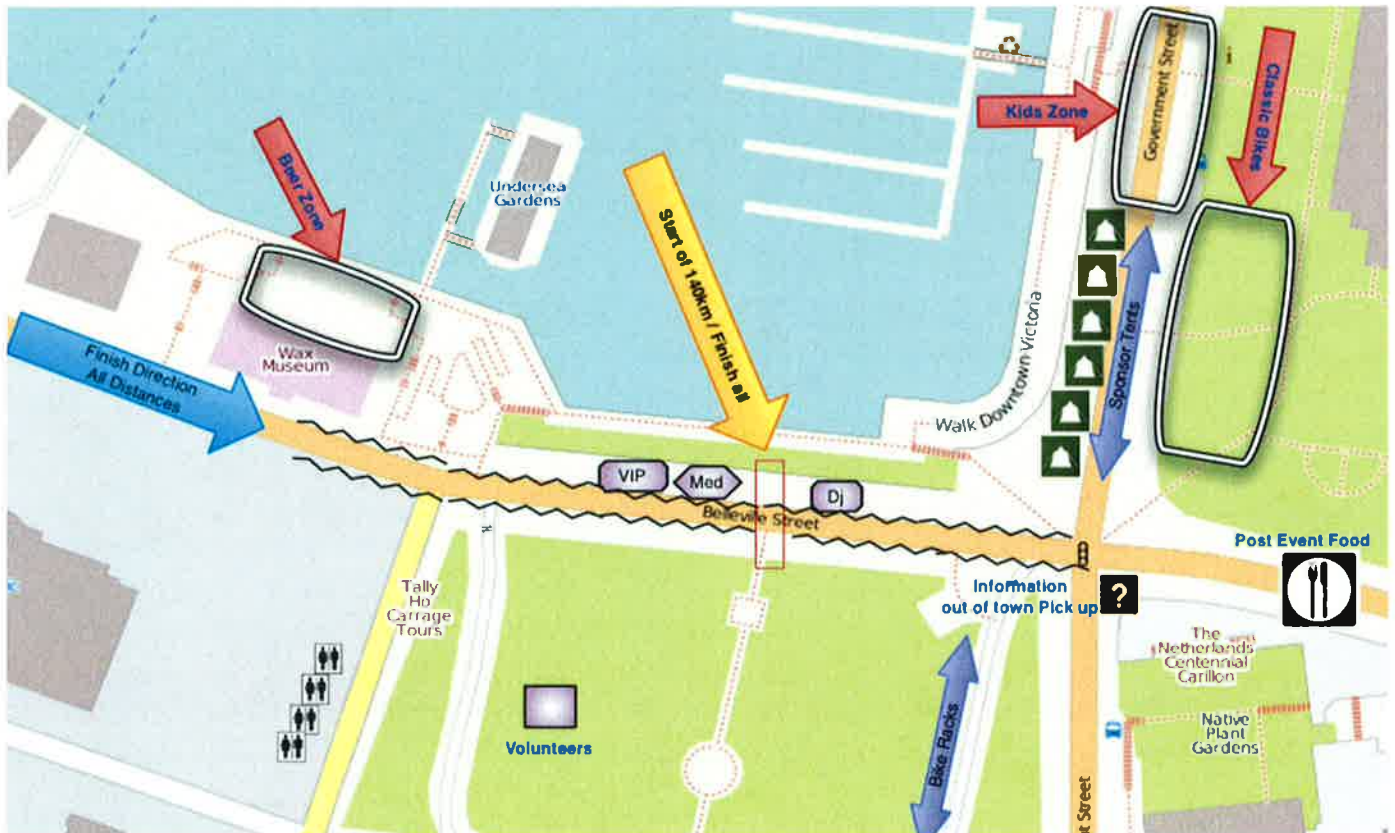 Government Street
Classic Bikes
Kids Zone
Beer Zone
Undersea
Gardens
Start of 140km / Finish all
Walk Downtown Victoria
Sponsor Tents
Wax
Museum
Finish Direction
All Distances
VIP
Med
Dj
Belleville Street
Post Event Food
Information
out of town Pick up
?
Tally
Ho
Carrage
Tours
The
Netherlands
Centennial
Carillon
Native
Plant
Gardens
Volunteers
Bike Racks
t Street